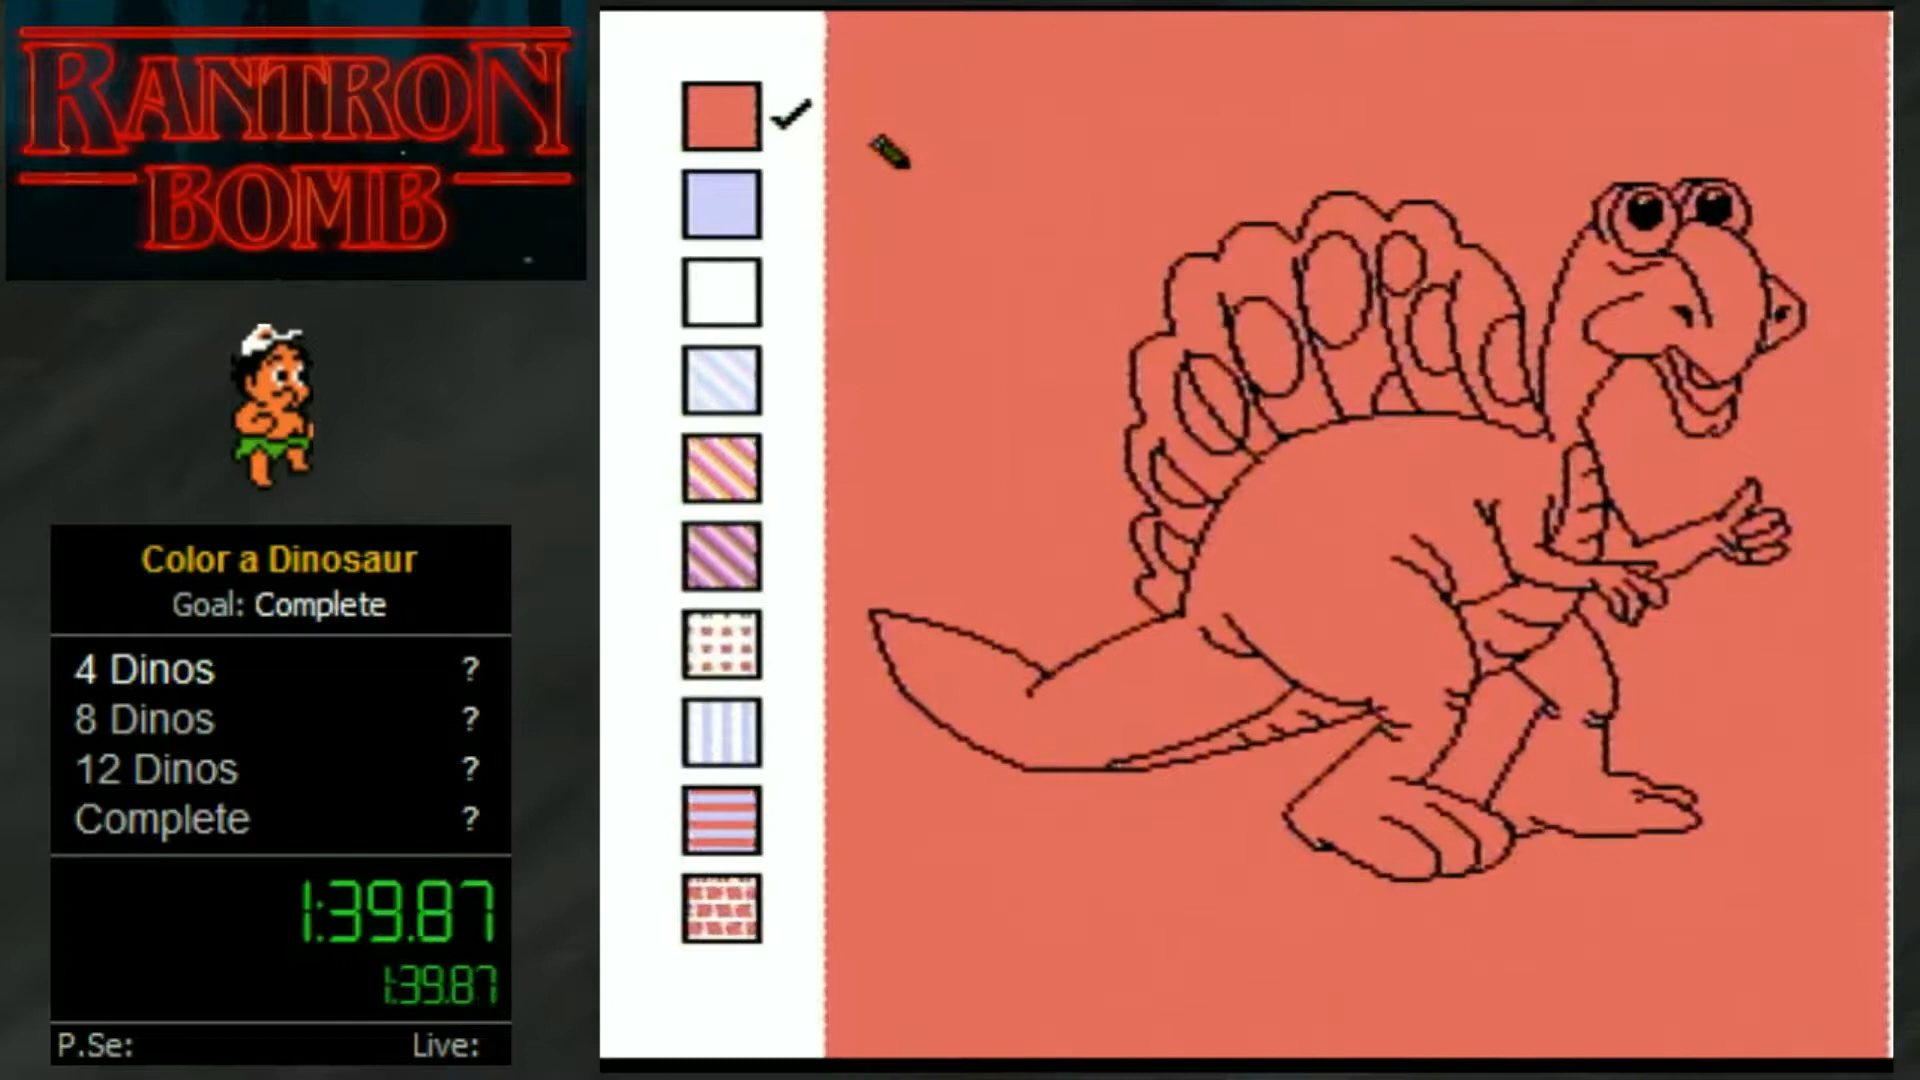 RANTRON
BOMB
Color a Dinosaur
Goal: Complete
4 Dinos ?
8 Dinos ?
12 Dinos ?
Complete ?
1:39.87
1:39.87
P.Se: Live: